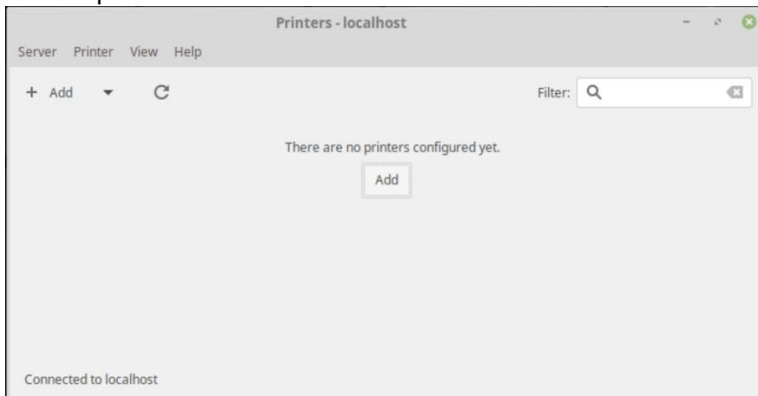 Printers - localhost
Server Printer View Help
+ Add Filter:
There are no printers configured yet.
Add
Connected to localhost